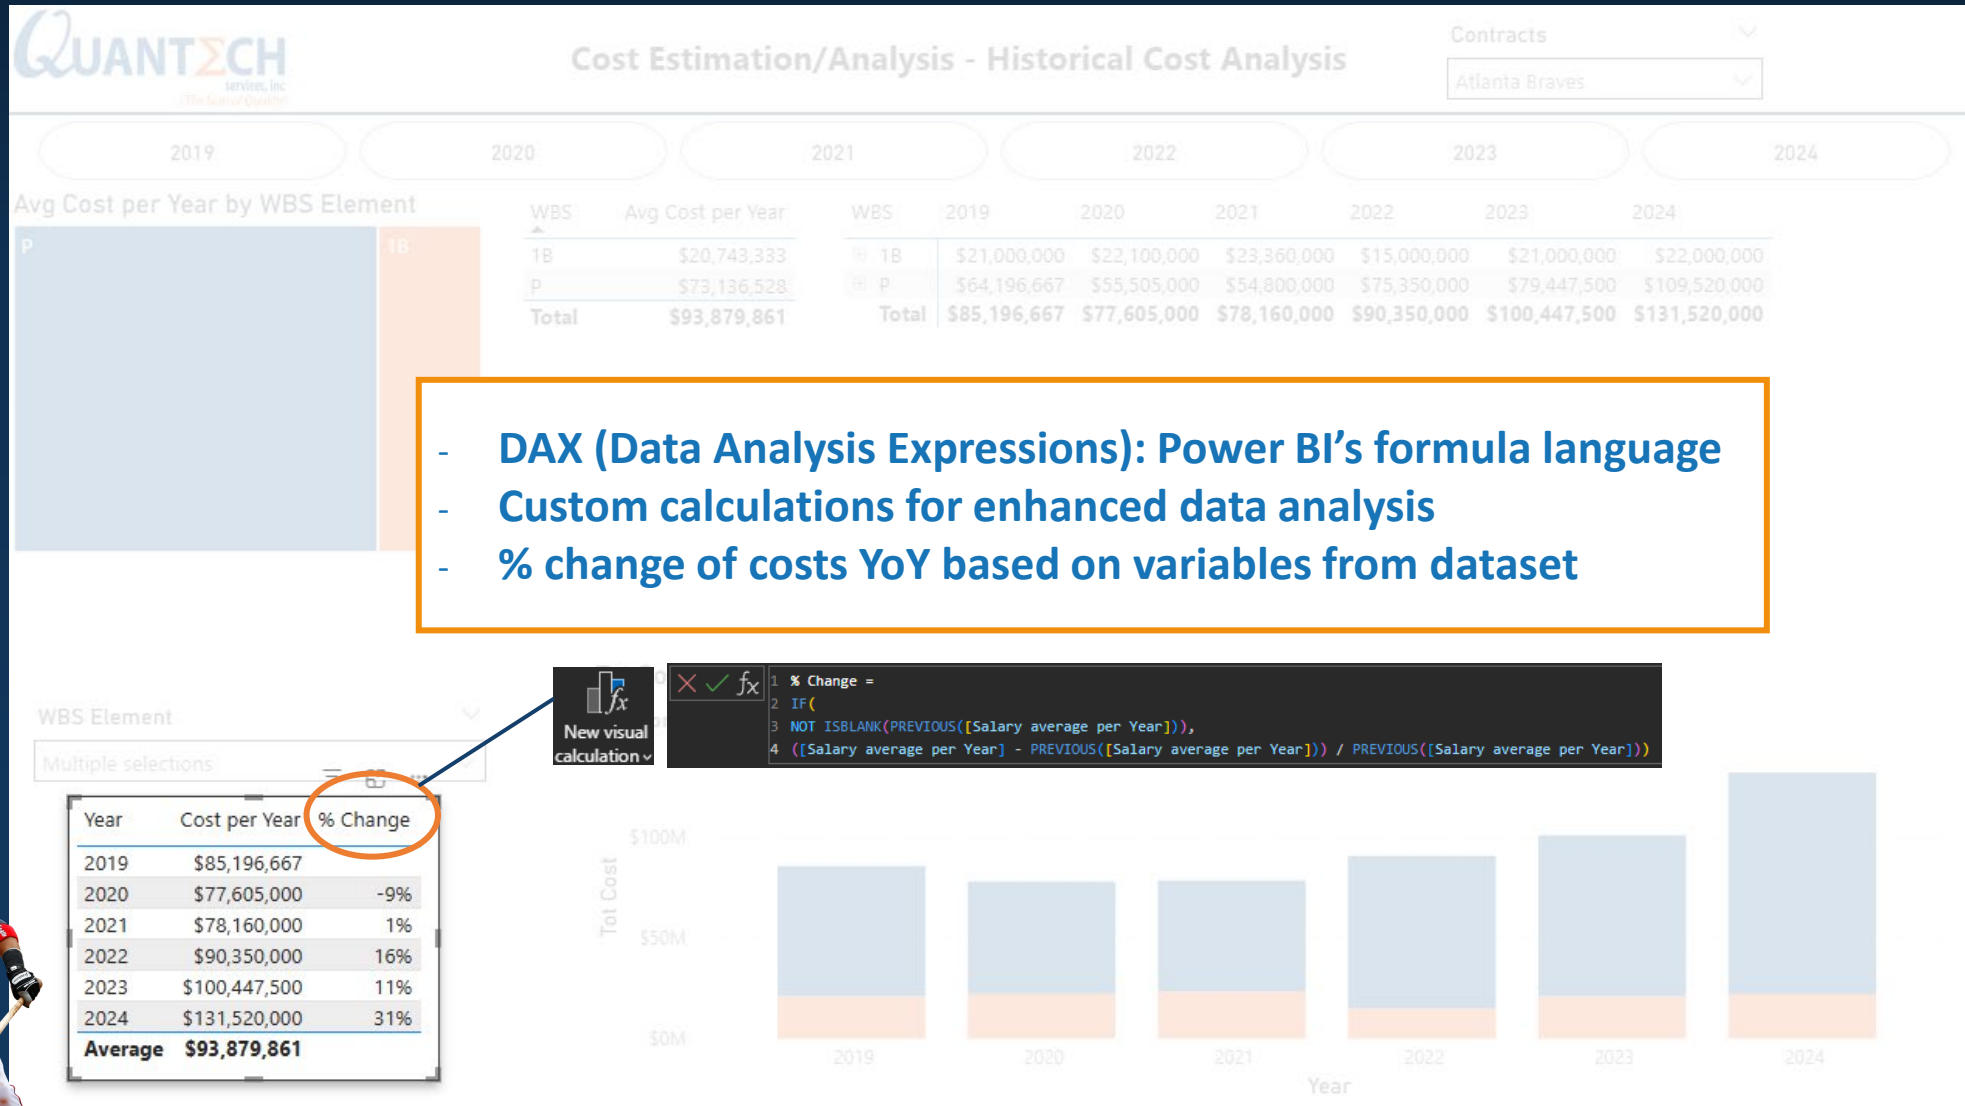 QUANTΣCH
services, inc
Cost Estimation/Analysis - Historical Cost Analysis
Contracts
Atlanta Braves
2019 2020 2021 2022 2023 2024
Avg Cost per Year by WBS Element
P 1B
WBS Avg Cost per Year
1B $20,743,333
P $73,136,528
Total $93,879,861
WBS 2019 2020 2021 2022 2023 2024
1B $21,000,000 $22,100,000 $23,360,000 $15,000,000 $21,000,000 $22,000,000
P $64,196,667 $55,505,000 $54,800,000 $75,350,000 $79,447,500 $109,520,000
Total $85,196,667 $77,605,000 $78,160,000 $90,350,000 $100,447,500 $131,520,000
- DAX (Data Analysis Expressions): Power BI’s formula language
- Custom calculations for enhanced data analysis
- % change of costs YoY based on variables from dataset
New visual
calculation
fx
1 % Change =
2 IF(
3 NOT ISBLANK(PREVIOUS([Salary average per Year])),
4 ([Salary average per Year] - PREVIOUS([Salary average per Year])) / PREVIOUS([Salary average per Year]))
WBS Element
Multiple selections
Year Cost per Year % Change
2019 $85,196,667
2020 $77,605,000 -9%
2021 $78,160,000 1%
2022 $90,350,000 16%
2023 $100,447,500 11%
2024 $131,520,000 31%
Average $93,879,861
Tot Cost
$100M
$50M
$0M
2019 2020 2021 2022 2023 2024
Year